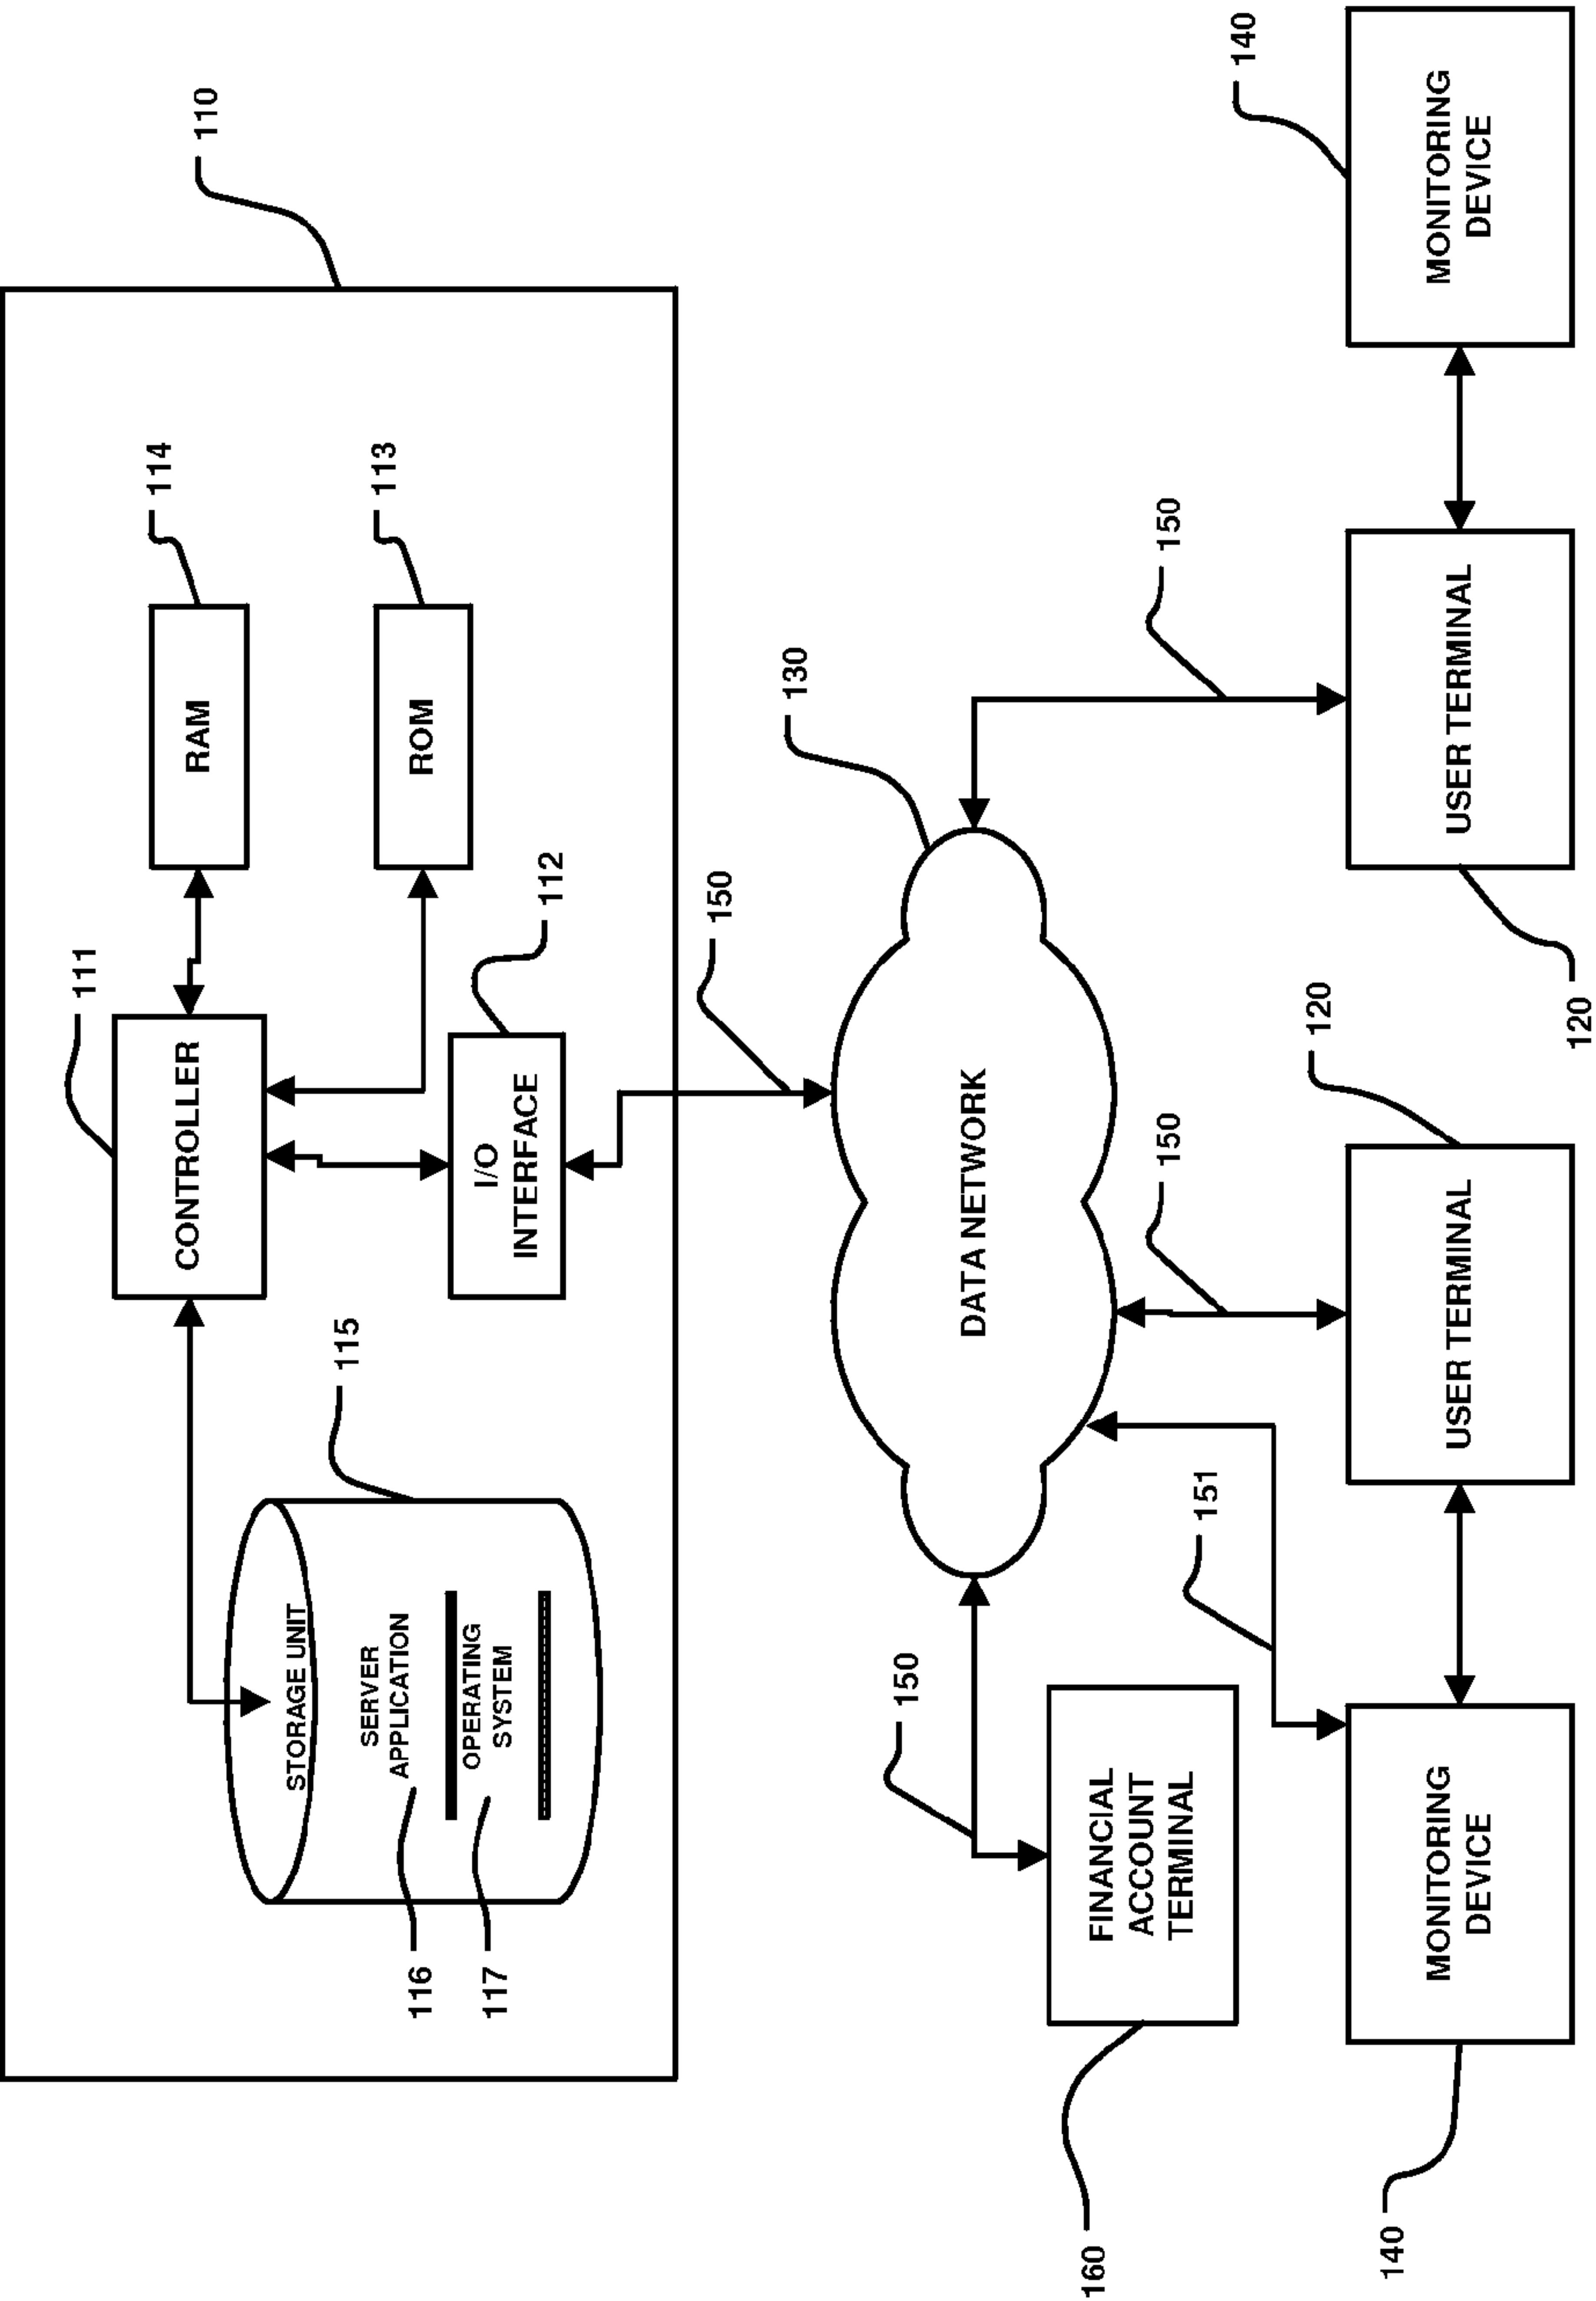 110
111
114
RAM
CONTROLLER
STORAGE UNIT
115
113
ROM
SERVER
APPLICATION
116
112
I/O
INTERFACE
OPERATING
SYSTEM
117
150
130
DATA NETWORK
150
FINANCIAL
ACCOUNT
TERMINAL
160
151
150
150
120
140
MONITORING
DEVICE
140
USER TERMINAL
USER TERMINAL
120
MONITORING
DEVICE